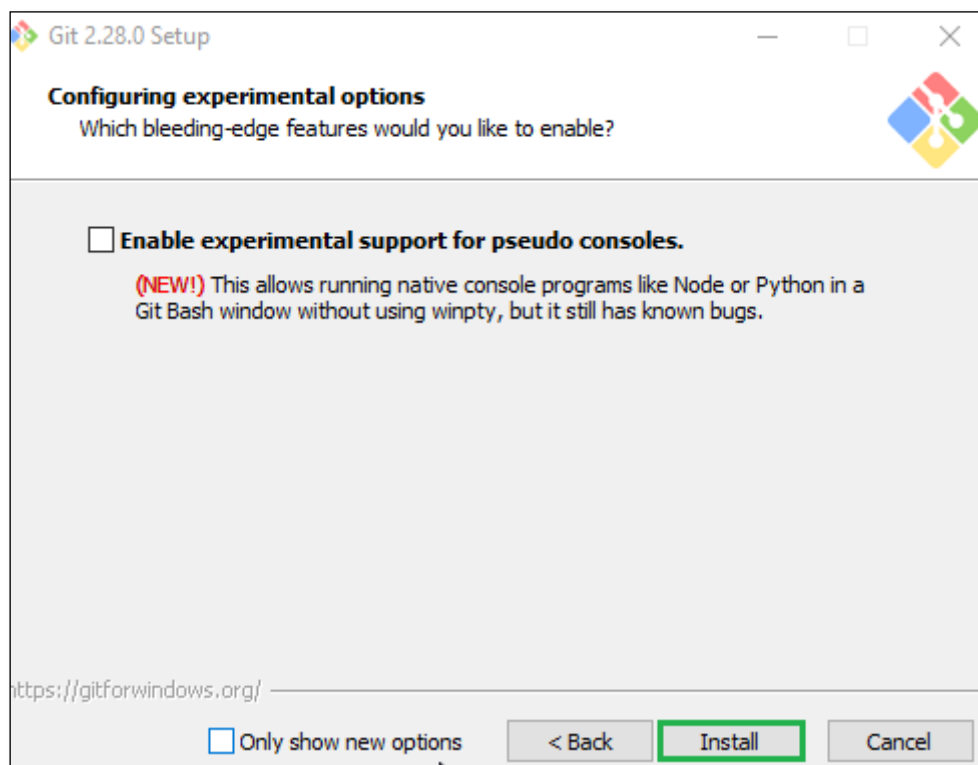 Git 2.28.0 Setup
Configuring experimental options
Which bleeding-edge features would you like to enable?
Enable experimental support for pseudo consoles.
(NEW!) This allows running native console programs like Node or Python in a
Git Bash window without using winpty, but it still has known bugs.
https://gitforwindows.org/
Only show new options
< Back
Install
Cancel